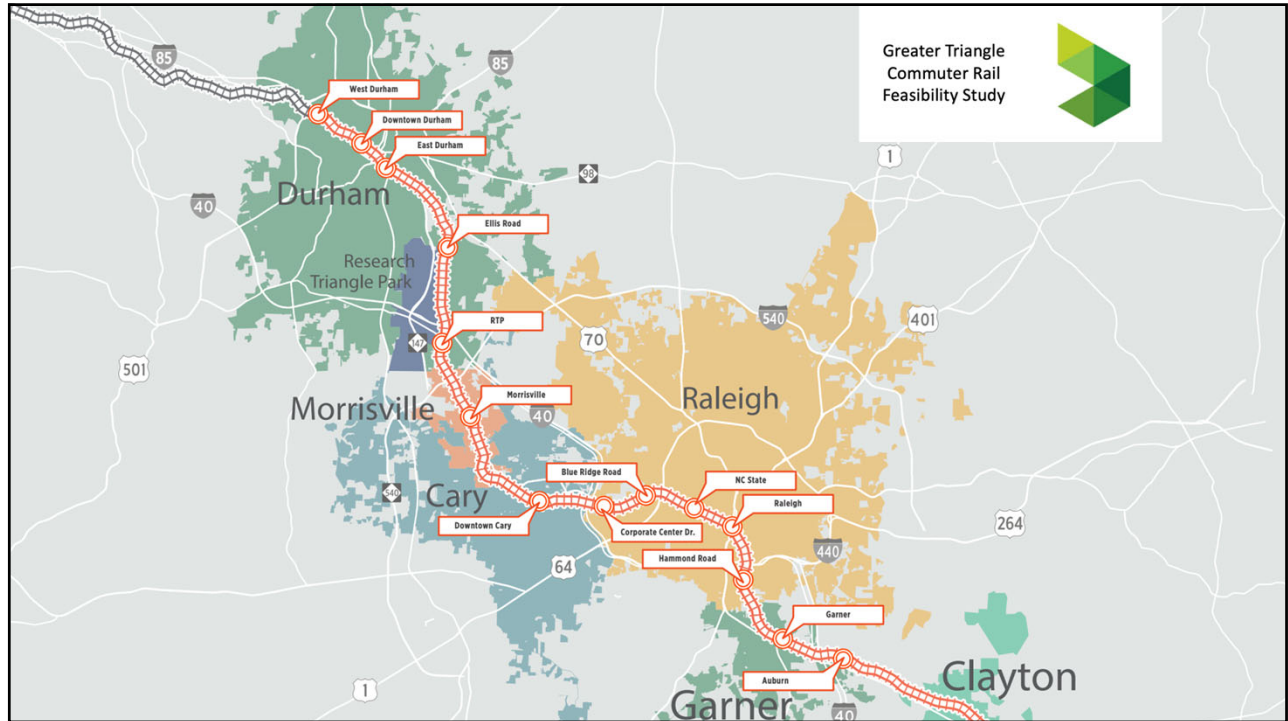 Greater Triangle
Commuter Rail
Feasibility Study
85
85
West Durham
Downtown Durham
East Durham
1
98
Durham
40
Ellis Road
Research
Triangle Park
RTP
147
70
540
401
501
Morrisville
Morrisville
40
Raleigh
Blue Ridge Road
NC State
540
Cary
Downtown Cary
Corporate Center Dr.
Raleigh
264
Hammond Road
440
64
Garner
Auburn
Clayton
1
Garner
40